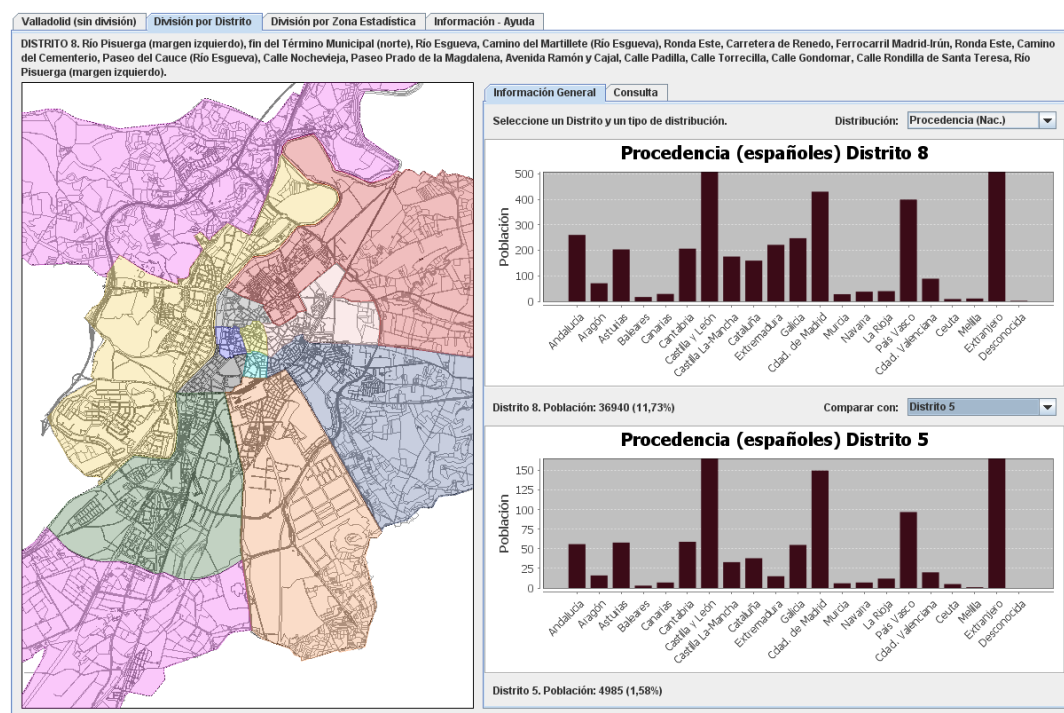 Valladolid (sin división) División por Distrito División por Zona Estadística Información - Ayuda
DISTRITO 8. Río Pisuerga (margen izquierdo), fin del Término Municipal (norte), Río Esgueva, Camino del Martillete (Río Esgueva), Ronda Este, Carretera de Renedo, Ferrocarril Madrid-Irún, Ronda Este, Camino
del Cementerio, Paseo del Cauce (Río Esgueva), Calle Nochevieja, Paseo Prado de la Magdalena, Avenida Ramón y Cajal, Calle Padilla, Calle Torrecilla, Calle Gondomar, Calle Rondilla de Santa Teresa, Río
Pisuerga (margen izquierdo).
Información General Consulta
Seleccione un Distrito y un tipo de distribución. Distribución: Procedencia (Nac.)
Procedencia (españoles) Distrito 8
Población
500
400
300
200
100
0
Andalucía Aragón Asturias Baleares Canarias Cantabria Castilla y León Castilla La-Mancha Cataluña Extremadura Galicia Cdad. de Madrid Murcia Navarra La Rioja País Vasco Cdad. Valenciana Ceuta Melilla Extranjero Desconocida
Distrito 8. Población: 36940 (11,73%) Comparar con: Distrito 5
Procedencia (españoles) Distrito 5
Población
150
125
100
75
50
25
0
Andalucía Aragón Asturias Baleares Canarias Cantabria Castilla y León Castilla La-Mancha Cataluña Extremadura Galicia Cdad. de Madrid Murcia Navarra La Rioja País Vasco Cdad. Valenciana Ceuta Melilla Extranjero Desconocida
Distrito 5. Población: 4985 (1,58%)